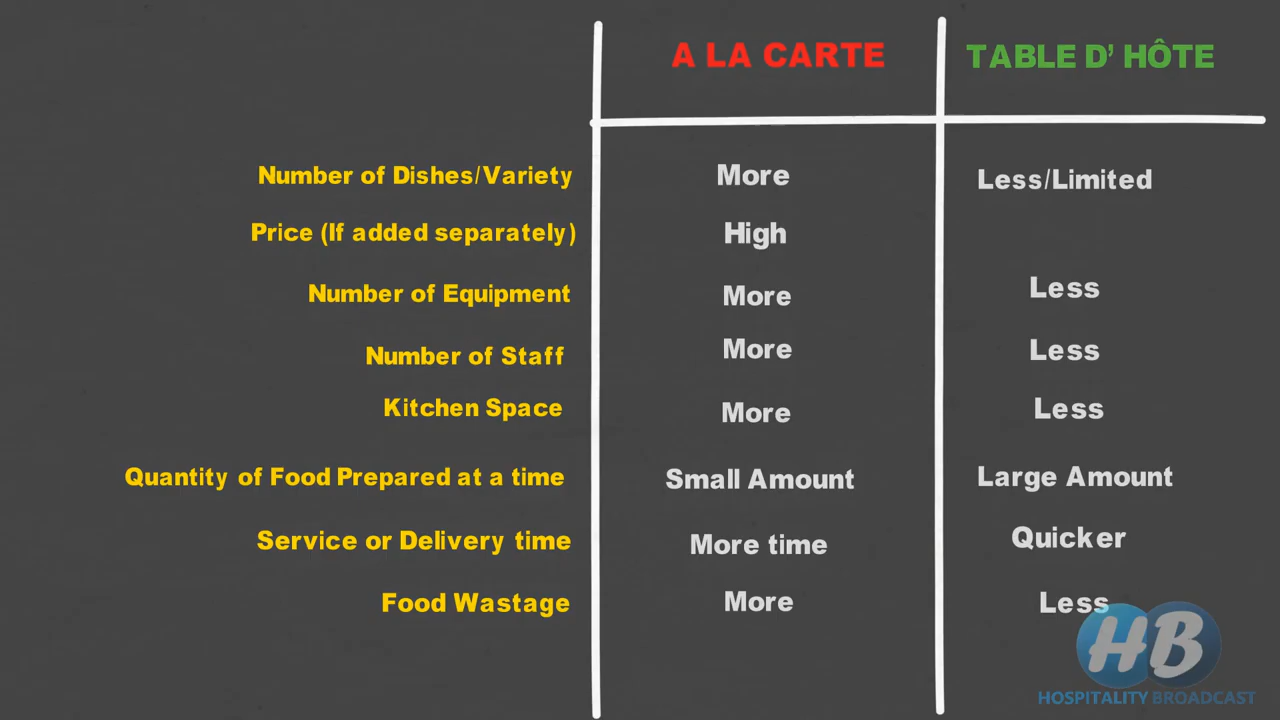 A LA CARTE TABLE D' HÔTE
Number of Dishes/Variety More Less/Limited
Price (If added separately) High
Number of Equipment More Less
Number of Staff More Less
Kitchen Space More Less
Quantity of Food Prepared at a time Small Amount Large Amount
Service or Delivery time More time Quicker
Food Wastage More Less
HB
HOSPITALITY BROADCAST